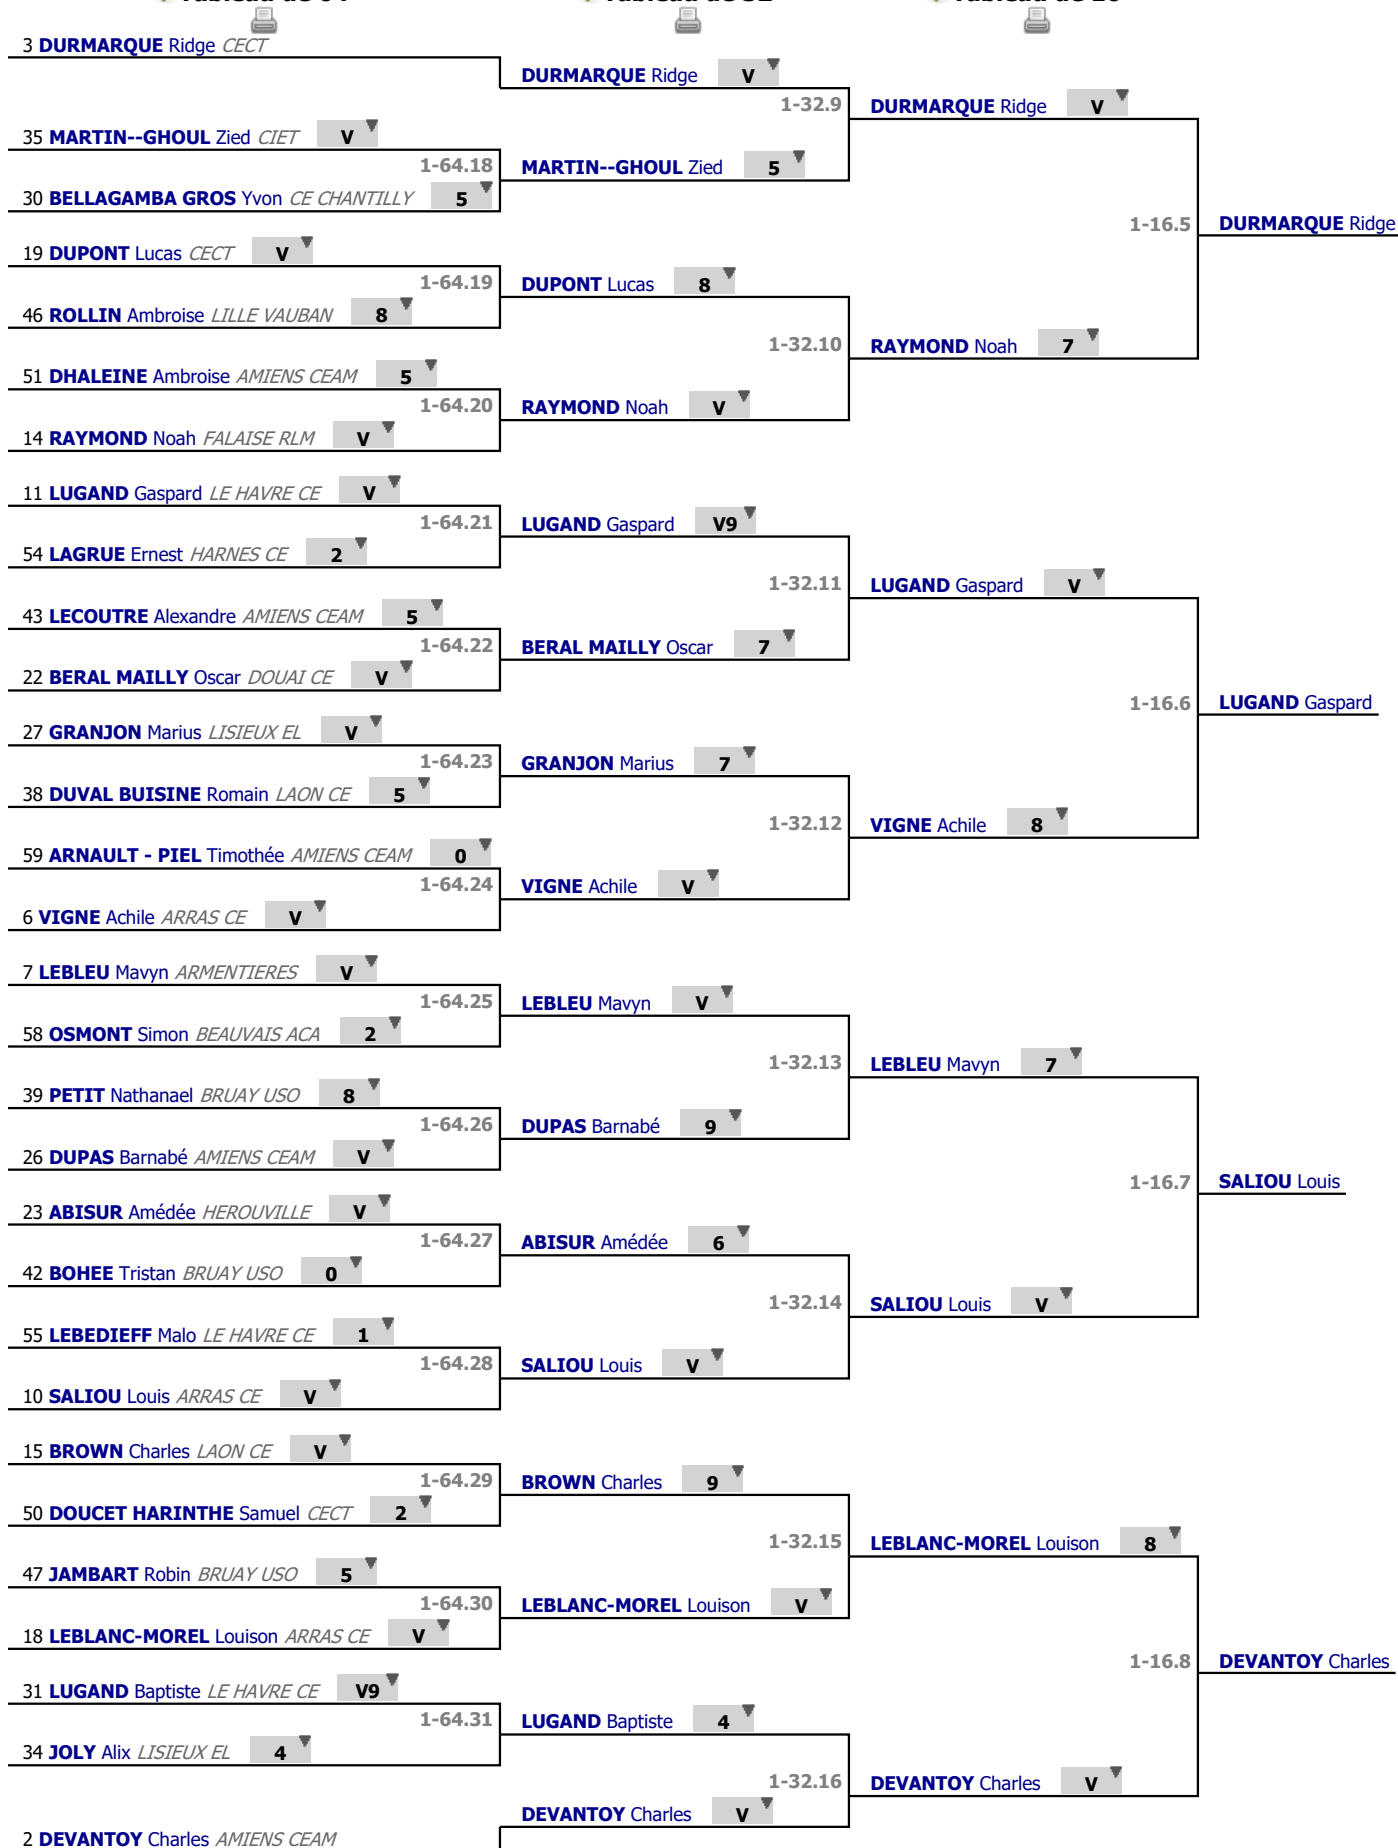 3 DURMARQUE Ridge CECT
DURMARQUE Ridge V
1-32.9
DURMARQUE Ridge V
35 MARTIN--GHOUL Zied CIET V
1-64.18
MARTIN--GHOUL Zied 5
30 BELLAGAMBA GROS Yvon CE CHANTILLY 5
1-16.5
DURMARQUE Ridge
19 DUPONT Lucas CECT V
1-64.19
DUPONT Lucas 8
46 ROLLIN Ambroise LILLE VAUBAN 8
1-32.10
RAYMOND Noah 7
51 DHALEINE Ambroise AMIENS CEAM 5
1-64.20
RAYMOND Noah V
14 RAYMOND Noah FALAISE RLM V
11 LUGAND Gaspard LE HAVRE CE V
1-64.21
LUGAND Gaspard V9
54 LAGRUE Ernest HARNES CE 2
1-32.11
LUGAND Gaspard V
43 LECOUTRE Alexandre AMIENS CEAM 5
1-64.22
BERAL MAILLY Oscar 7
22 BERAL MAILLY Oscar DOUAI CE V
1-16.6
LUGAND Gaspard
27 GRANJON Marius LISIEUX EL V
1-64.23
GRANJON Marius 7
38 DUVAL BUISINE Romain LAON CE 5
1-32.12
VIGNE Achile 8
59 ARNAULT - PIEL Timothée AMIENS CEAM 0
1-64.24
VIGNE Achile V
6 VIGNE Achile ARRAS CE V
7 LEBLEU Mavyn ARMENTIERES V
1-64.25
LEBLEU Mavyn V
58 OSMONT Simon BEAUVAIS ACA 2
1-32.13
LEBLEU Mavyn 7
39 PETIT Nathanael BRUAY USO 8
1-64.26
DUPAS Barnabé 9
26 DUPAS Barnabé AMIENS CEAM V
1-16.7
SALIOU Louis
23 ABISUR Amédée HEROUVILLE V
1-64.27
ABISUR Amédée 6
42 BOHEE Tristan BRUAY USO 0
1-32.14
SALIOU Louis V
55 LEBEDIEFF Malo LE HAVRE CE 1
1-64.28
SALIOU Louis V
10 SALIOU Louis ARRAS CE V
15 BROWN Charles LAON CE V
1-64.29
BROWN Charles 9
50 DOUCET HARINTHE Samuel CECT 2
1-32.15
LEBLANC-MOREL Louison 8
47 JAMBART Robin BRUAY USO 5
1-64.30
LEBLANC-MOREL Louison V
18 LEBLANC-MOREL Louison ARRAS CE V
1-16.8
DEVANTOY Charles
31 LUGAND Baptiste LE HAVRE CE V9
1-64.31
LUGAND Baptiste 4
34 JOLY Alix LISIEUX EL 4
1-32.16
DEVANTOY Charles V
DEVANTOY Charles V
2 DEVANTOY Charles AMIENS CEAM